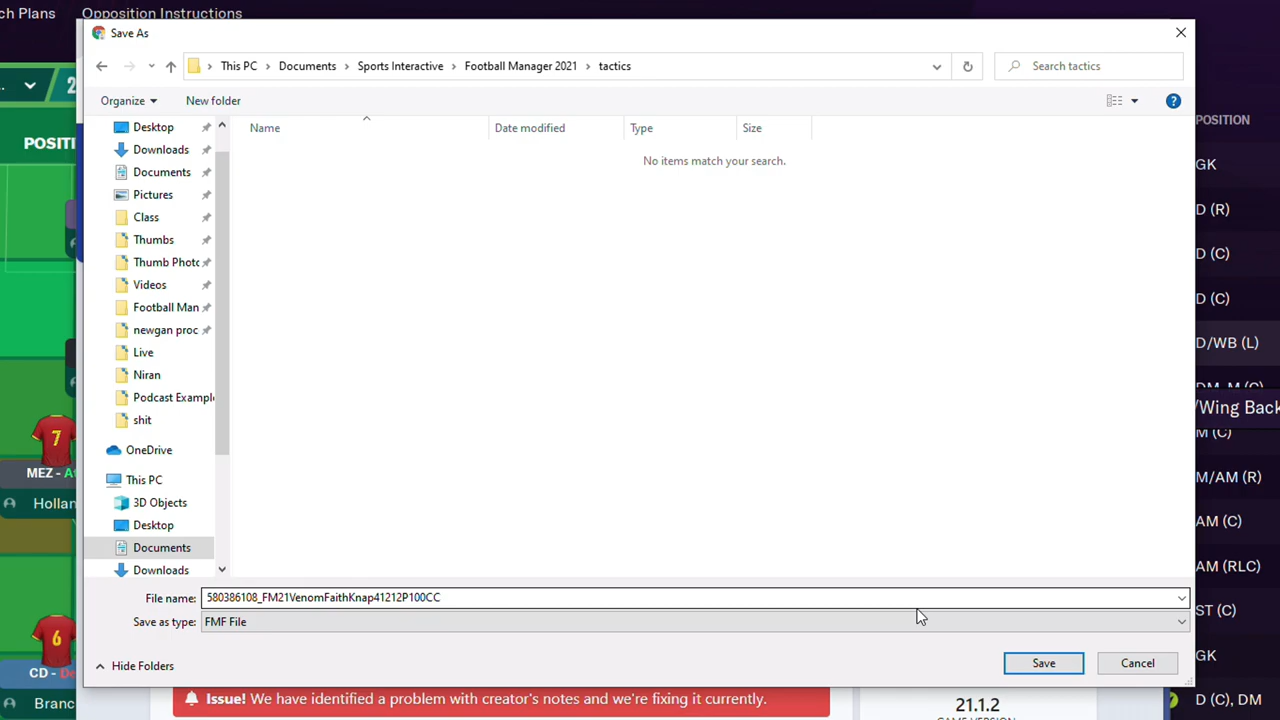 ch Plans
Opposition Instructions
Save As
This PC > Documents > Sports Interactive > Football Manager 2021 > tactics
Search tactics
Organize
New folder
Name
Date modified
Type
Size
No items match your search.
Desktop
Downloads
Documents
Pictures
Class
Thumbs
Thumb Photo
Videos
Football Man
newgan proc
Live
Niran
Podcast Exampl
shit
OneDrive
This PC
3D Objects
Desktop
Documents
Downloads
File name: 580386108_FM21VenomFaithKnap41212P100CC
Save as type: FMF File
Hide Folders
Save
Cancel
POSITI
7
MEZ - A
Hollan
6
CD - De
Branc
POSITION
GK
D (R)
D (C)
D (C)
D/WB (L)
DM, M (C)
/Wing Back
M (C)
M/AM (R)
AM (C)
AM (RLC)
ST (C)
GK
D (C), DM
Issue! We have identified a problem with creator's notes and we're fixing it currently.
21.1.2
GAME VERSION